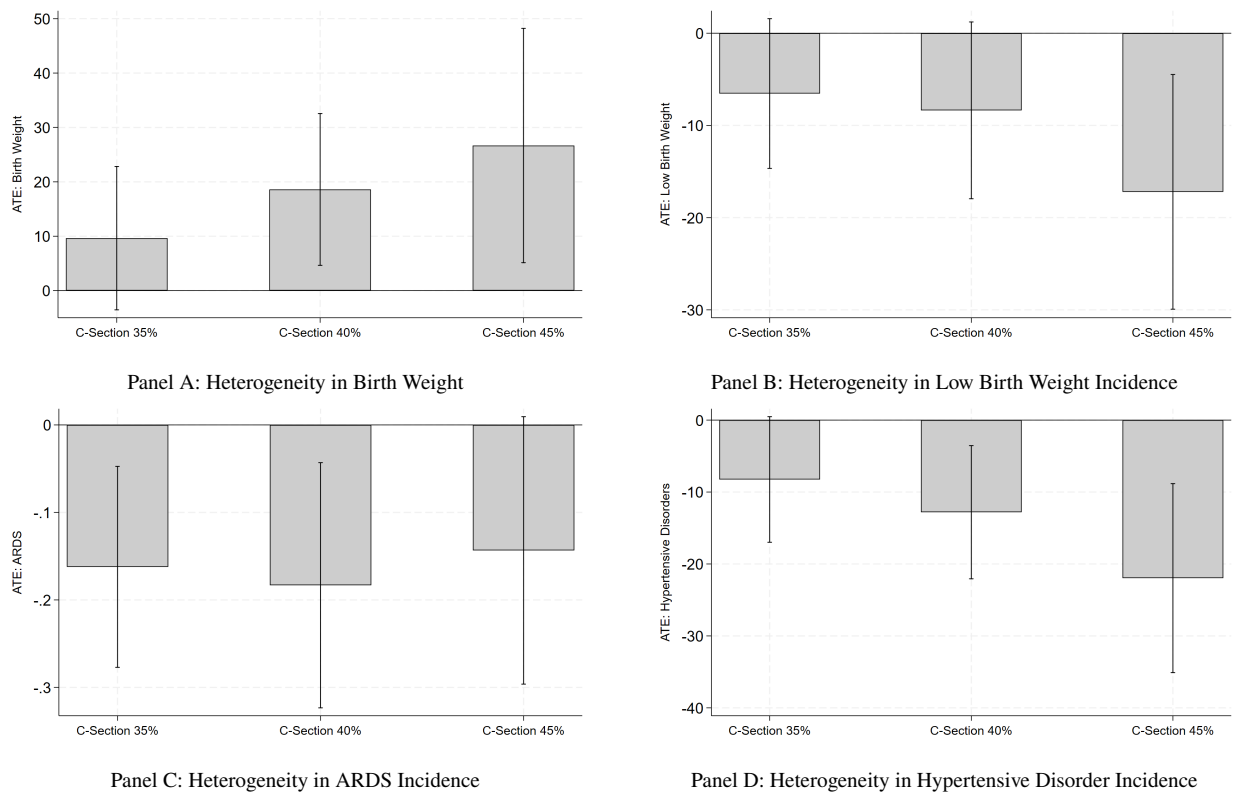 50
40
30
20
10
0
ATE: Birth Weight
C-Section 35% C-Section 40% C-Section 45%
Panel A: Heterogeneity in Birth Weight
0
-10
-20
-30
ATE: Low Birth Weight
C-Section 35% C-Section 40% C-Section 45%
Panel B: Heterogeneity in Low Birth Weight Incidence
0
-.1
-.2
-.3
ATE: ARDS
C-Section 35% C-Section 40% C-Section 45%
Panel C: Heterogeneity in ARDS Incidence
0
-10
-20
-30
-40
ATE: Hypertensive Disorders
C-Section 35% C-Section 40% C-Section 45%
Panel D: Heterogeneity in Hypertensive Disorder Incidence